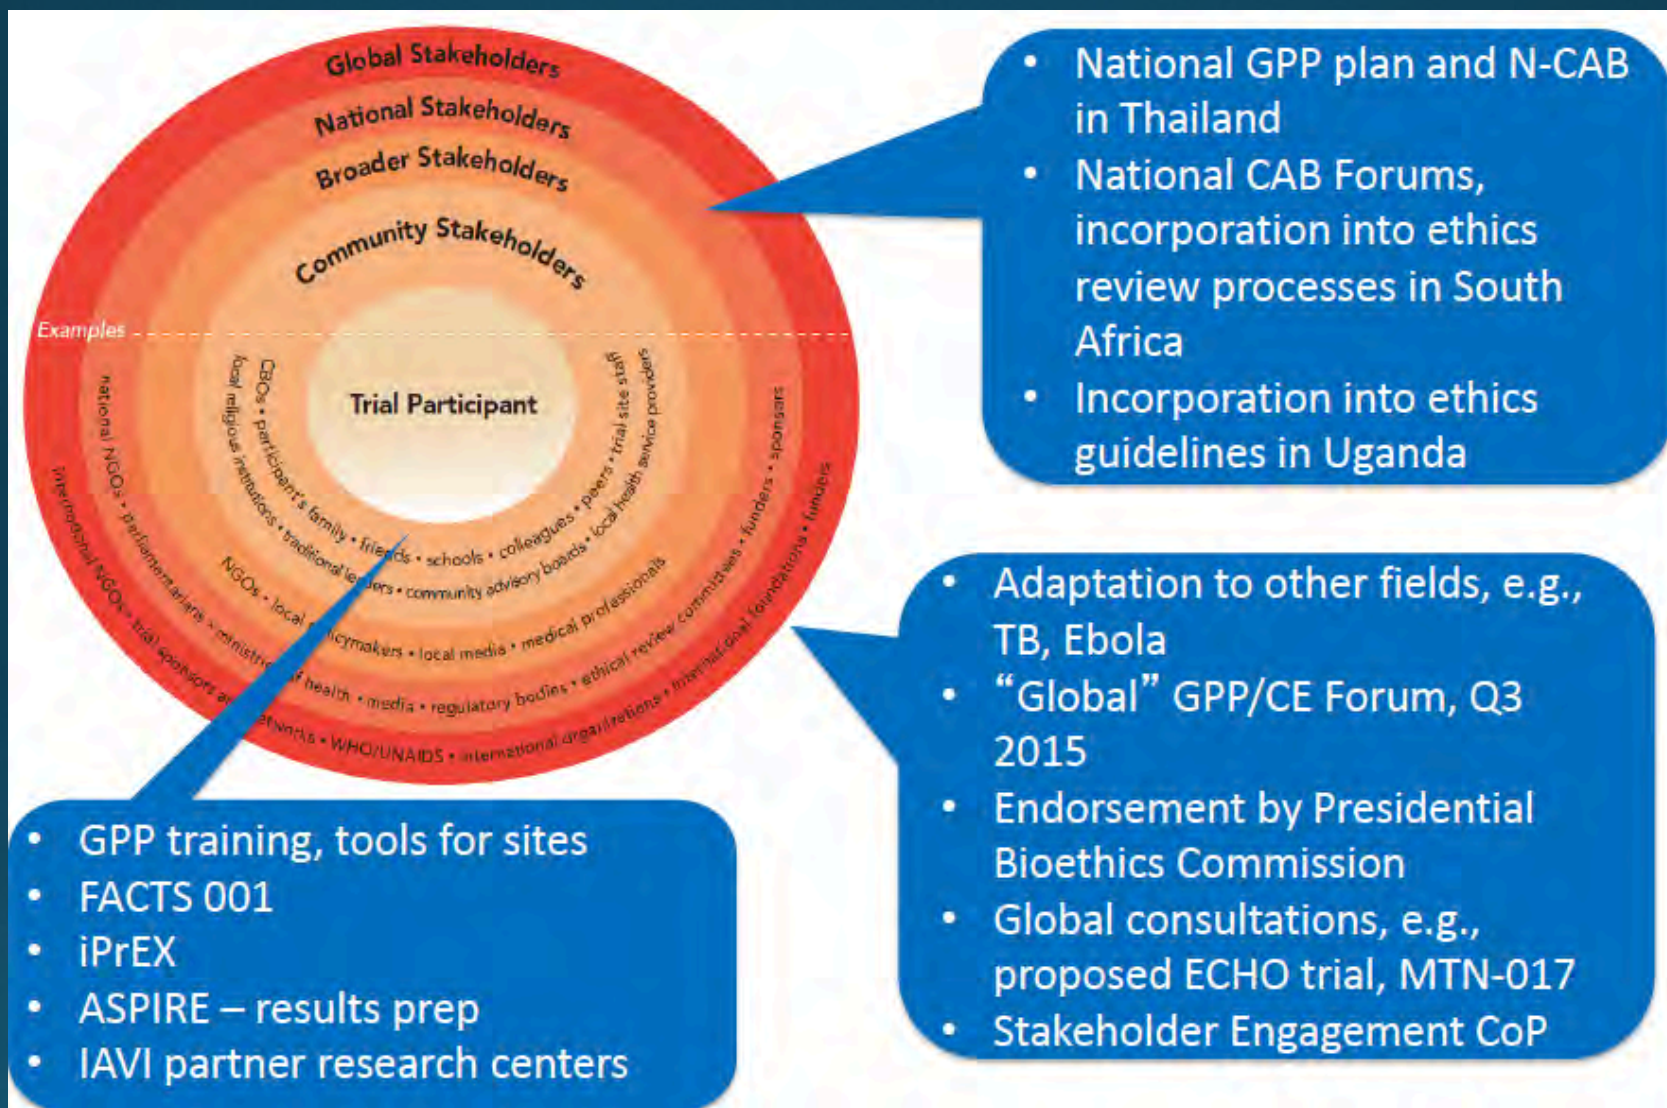 Global Stakeholders
National Stakeholders
Broader Stakeholders
Community Stakeholders
Examples
Trial Participant
CBOs • participant's family • friends • schools • colleagues • peers • trial site staff
local religious institutions • traditional leaders • community advisory boards • local health service providers
NGOs • local policymakers • local media • medical professionals
national NGOs • parliamentarians • ministries of health • media • regulatory bodies • ethical review committees • funders • sponsors
international NGOs • trial sponsors and networks • WHO/UNAIDS • international organizations • international foundations • funders
• National GPP plan and N-CAB
in Thailand
• National CAB Forums,
incorporation into ethics
review processes in South
Africa
• Incorporation into ethics
guidelines in Uganda
• Adaptation to other fields, e.g.,
TB, Ebola
• “Global” GPP/CE Forum, Q3
2015
• Endorsement by Presidential
Bioethics Commission
• Global consultations, e.g.,
proposed ECHO trial, MTN-017
• Stakeholder Engagement CoP
• GPP training, tools for sites
• FACTS 001
• iPrEX
• ASPIRE – results prep
• IAVI partner research centers